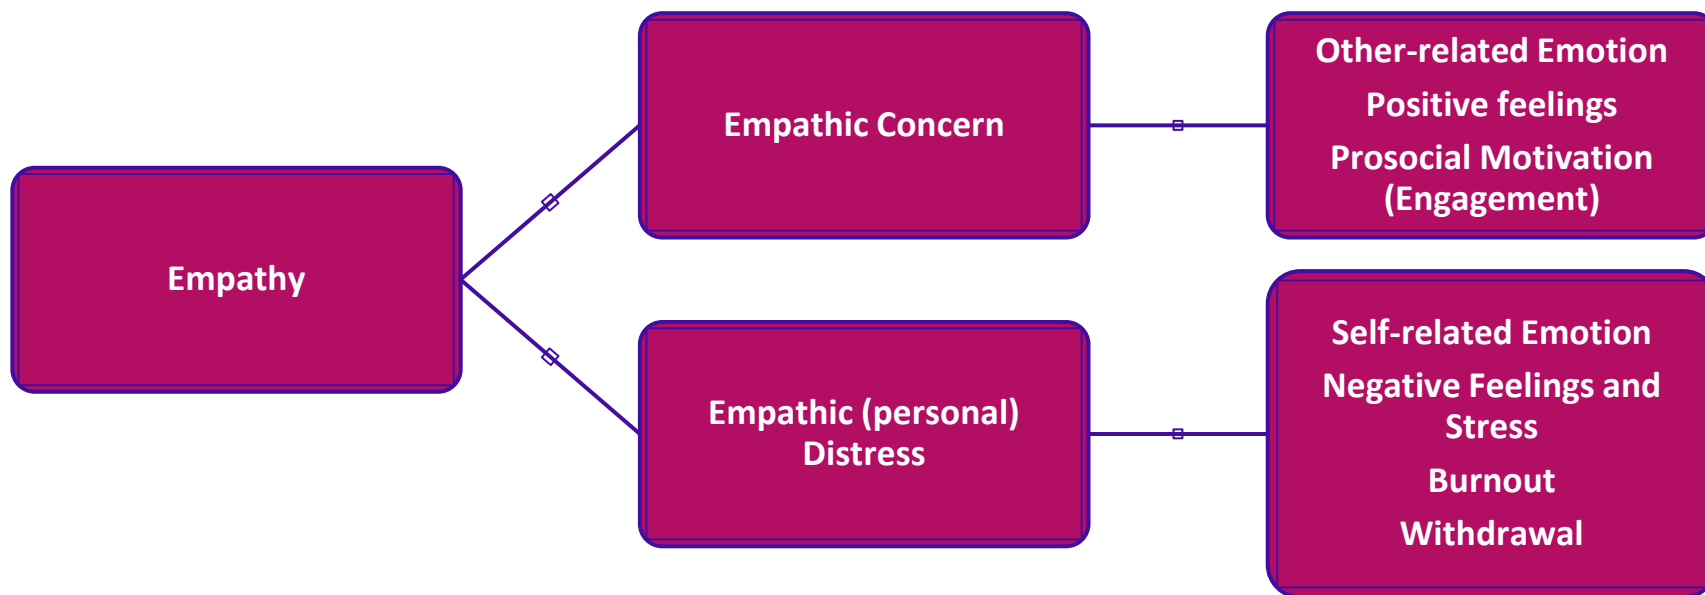 Empathy
Empathic Concern
Other-related Emotion
Positive feelings
Prosocial Motivation
(Engagement)
Empathic (personal)
Distress
Self-related Emotion
Negative Feelings and
Stress
Burnout
Withdrawal